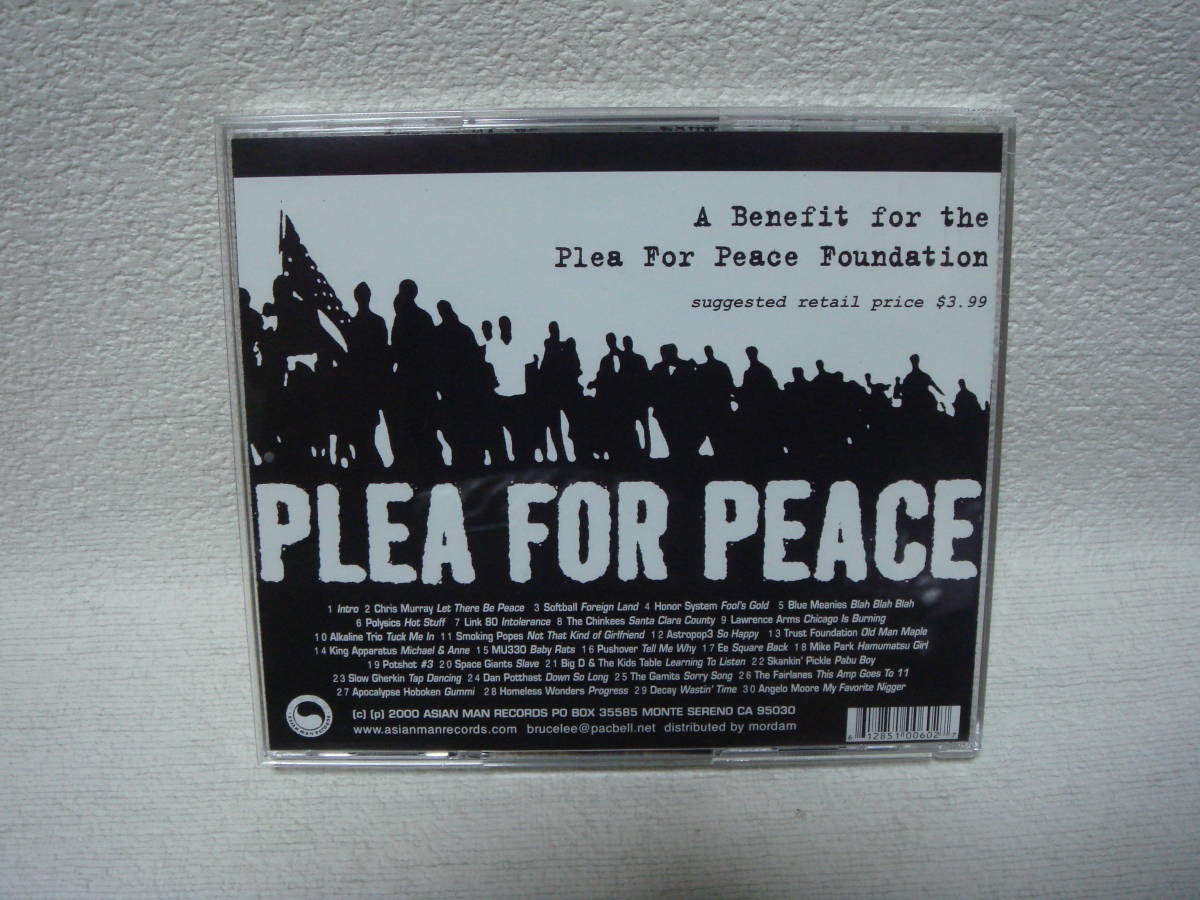 A Benefit for the
Plea For Peace Foundation
suggested retail price $3.99
PLEA FOR PEACE
1 Intro 2 Chris Murray Let There Be Peace 3 Softball Foreign Land 4 Honor System Fool's Gold 5 Blue Meanies Blah Blah Blah
6 Polysics Hot Stuff 7 Link 80 Intolerance 8 The Chinkees Santa Clara County 9 Lawrence Arms Chicago Is Burning
10 Alkaline Trio Tuck Me In 11 Smoking Popes Not That Kind of Girlfriend 12 Astropop3 So Happy 13 Trust Foundation Old Man Maple
14 King Apparatus Michael & Anne 15 MU330 Baby Rats 16 Pushover Tell Me Why 17 Ee Square Back 18 Mike Park Hamumatsu Girl
19 Potshot #3 20 Space Giants Slave 21 Big D & The Kids Table Learning To Listen 22 Skankin' Pickle Pabu Boy
23 Slow Gherkin Tap Dancing 24 Dan Potthast Down So Long 25 The Gamits Sorry Song 26 The Fairlanes This Amp Goes To 11
27 Apocalypse Hoboken Gummi 28 Homeless Wonders Progress 29 Decay Wastin' Time 30 Angelo Moore My Favorite Nigger
(c) (p) 2000 ASIAN MAN RECORDS PO BOX 35585 MONTE SERENO CA 95030
www.asianmanrecords.com brucelee@pacbell.net distributed by mordam
ASIAN MAN RECORDS
6 12851 00602 7